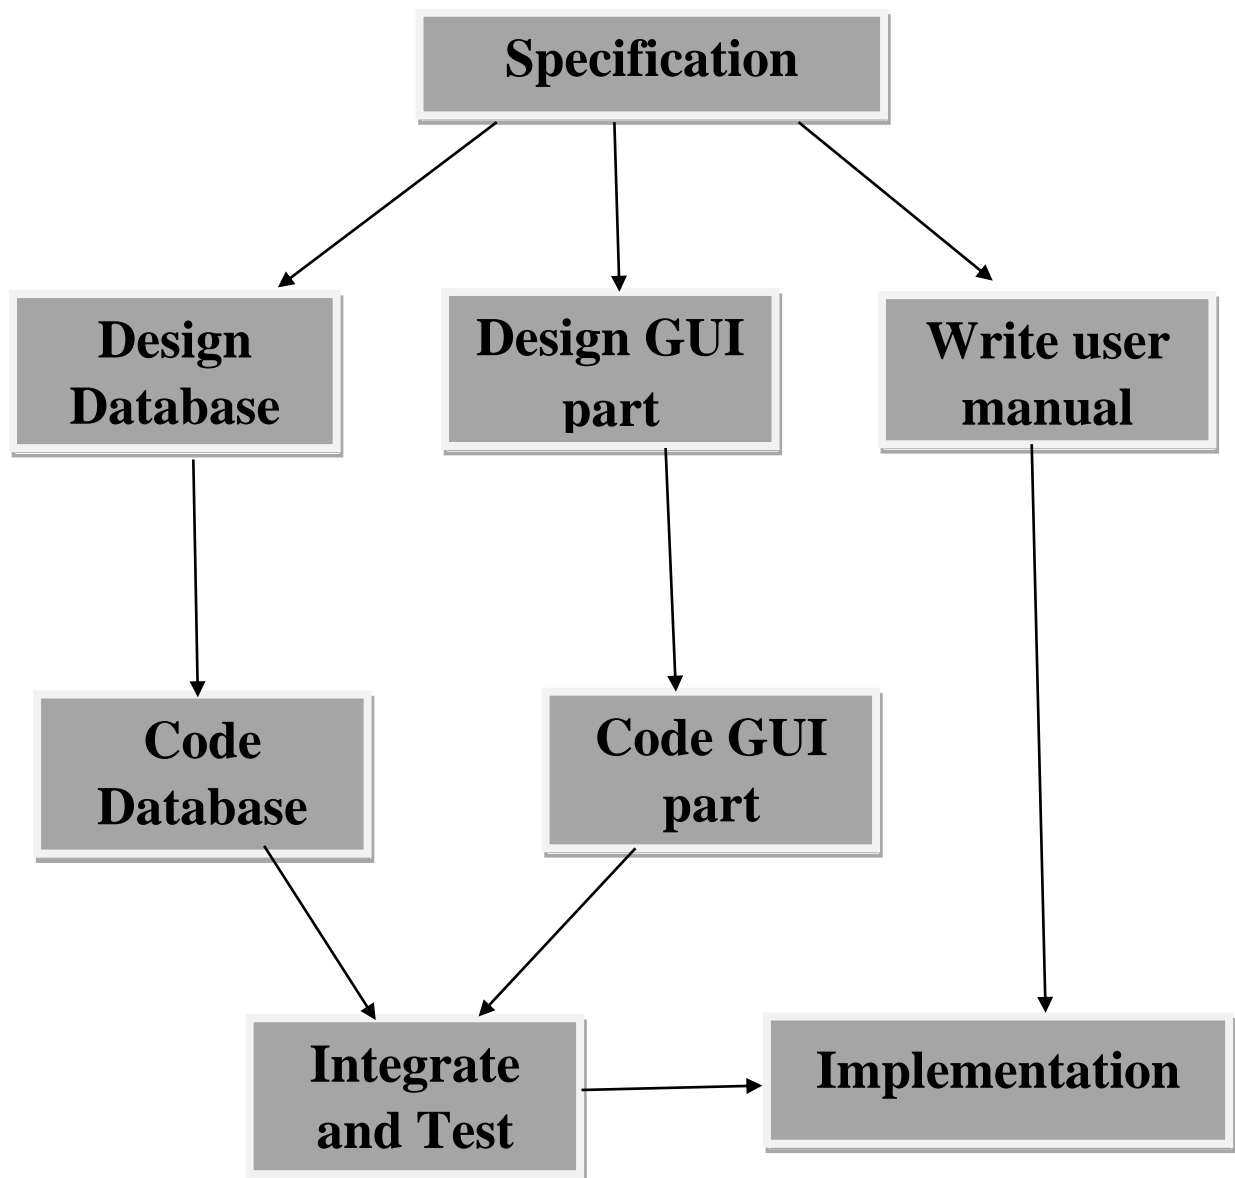 Specification
Design
Database
Design GUI
part
Write user
manual
Code
Database
Code GUI
part
Integrate
and Test
Implementation